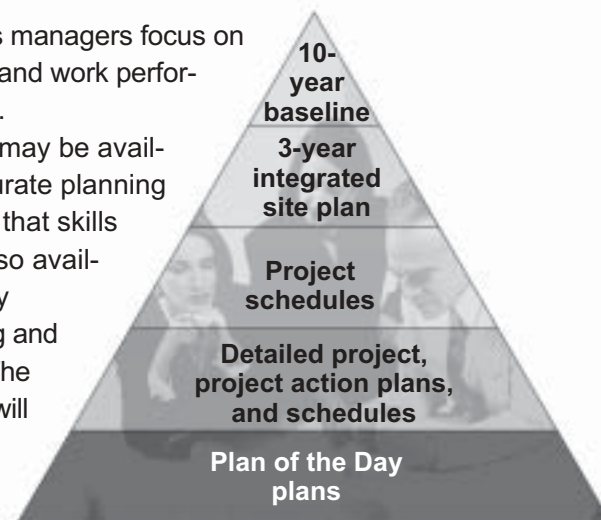 s managers focus on
and work perfor-
.
may be avail-
urate planning
that skills
so avail-
y
g and
he
will
10-
year
baseline
3-year
integrated
site plan
Project
schedules
Detailed project,
project action plans,
and schedules
Plan of the Day
plans